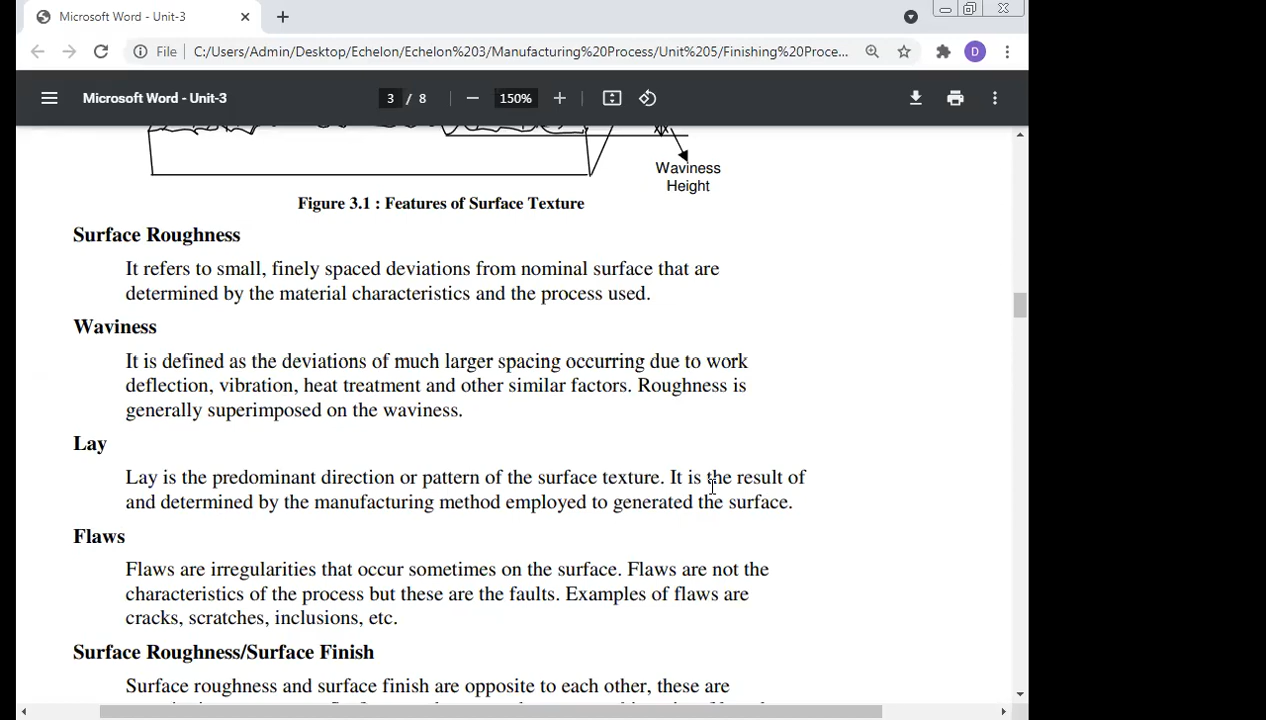 Microsoft Word - Unit-3
File C:/Users/Admin/Desktop/Echelon/Echelon%203/Manufacturing%20Process/Unit%205/Finishing%20Proce... D
Microsoft Word - Unit-3 3 / 8 150%
Waviness
Height
Figure 3.1 : Features of Surface Texture
Surface Roughness
It refers to small, finely spaced deviations from nominal surface that are
determined by the material characteristics and the process used.
Waviness
It is defined as the deviations of much larger spacing occurring due to work
deflection, vibration, heat treatment and other similar factors. Roughness is
generally superimposed on the waviness.
Lay
Lay is the predominant direction or pattern of the surface texture. It is the result of
and determined by the manufacturing method employed to generated the surface.
Flaws
Flaws are irregularities that occur sometimes on the surface. Flaws are not the
characteristics of the process but these are the faults. Examples of flaws are
cracks, scratches, inclusions, etc.
Surface Roughness/Surface Finish
Surface roughness and surface finish are opposite to each other, these are